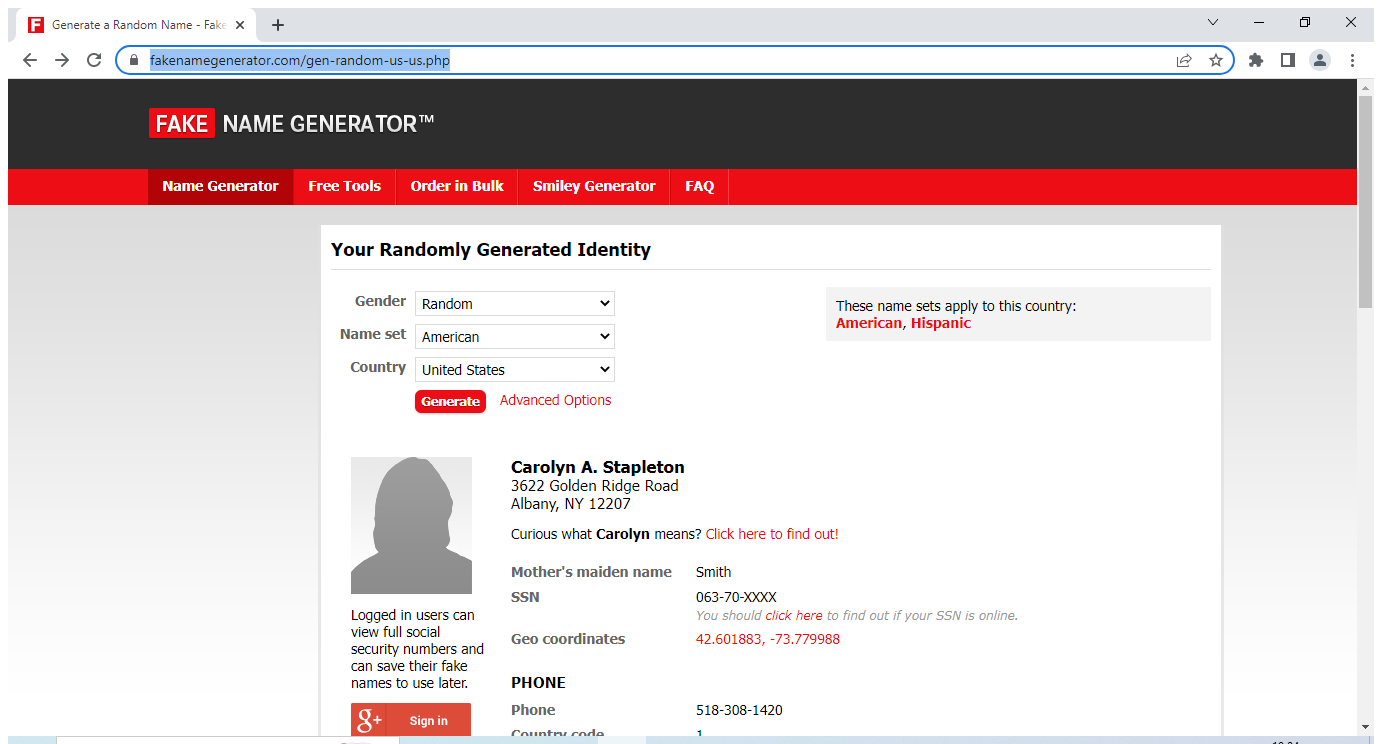 Generate a Random Name - Fake
fakenamegenerator.com/gen-random-us-us.php
FAKE NAME GENERATOR™
Name Generator Free Tools Order in Bulk Smiley Generator FAQ
Your Randomly Generated Identity
Gender Random
Name set American
Country United States
Generate Advanced Options
These name sets apply to this country:
American, Hispanic
Carolyn A. Stapleton
3622 Golden Ridge Road
Albany, NY 12207
Curious what Carolyn means? Click here to find out!
Mother's maiden name Smith
SSN 063-70-XXXX
You should click here to find out if your SSN is online.
Geo coordinates 42.601883, -73.779988
Logged in users can
view full social
security numbers and
can save their fake
names to use later.
g+ Sign in
PHONE
Phone 518-308-1420
Country code 1